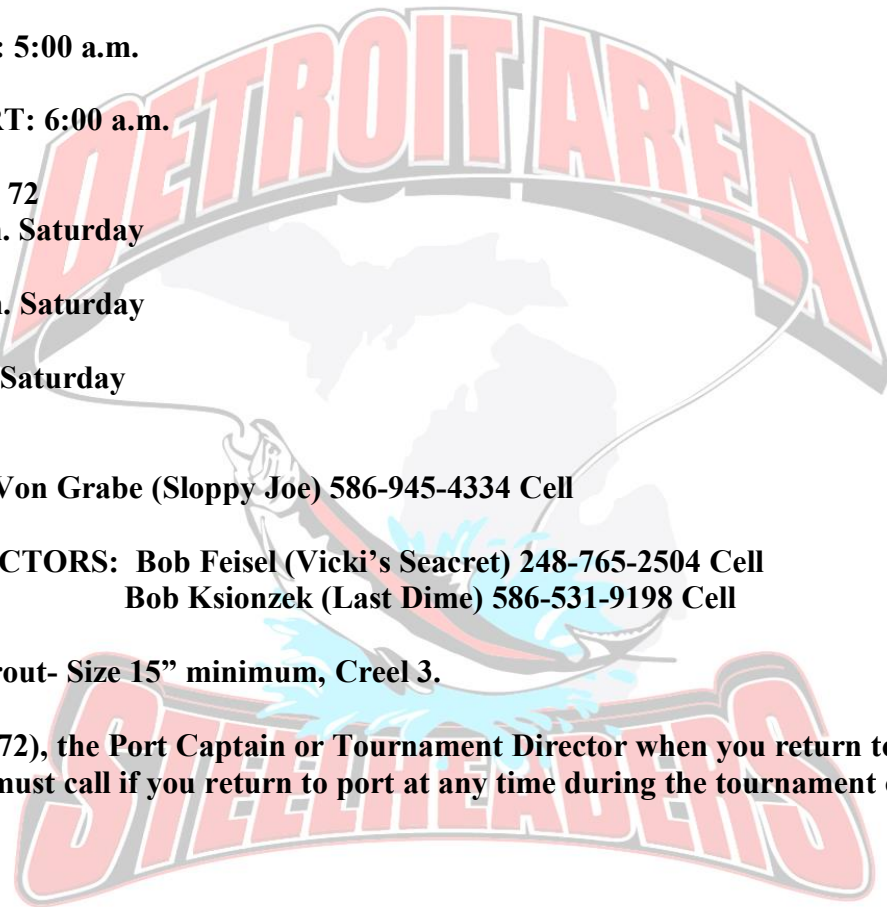 DETROIT AREA
: 5:00 a.m.
RT: 6:00 a.m.
72
. Saturday
. Saturday
Saturday
Von Grabe (Sloppy Joe) 586-945-4334 Cell
CTORS: Bob Feisel (Vicki’s Seacret) 248-765-2504 Cell
Bob Ksionzek (Last Dime) 586-531-9198 Cell
rout- Size 15” minimum, Creel 3.
72), the Port Captain or Tournament Director when you return to
must call if you return to port at any time during the tournament
STEELHEADERS